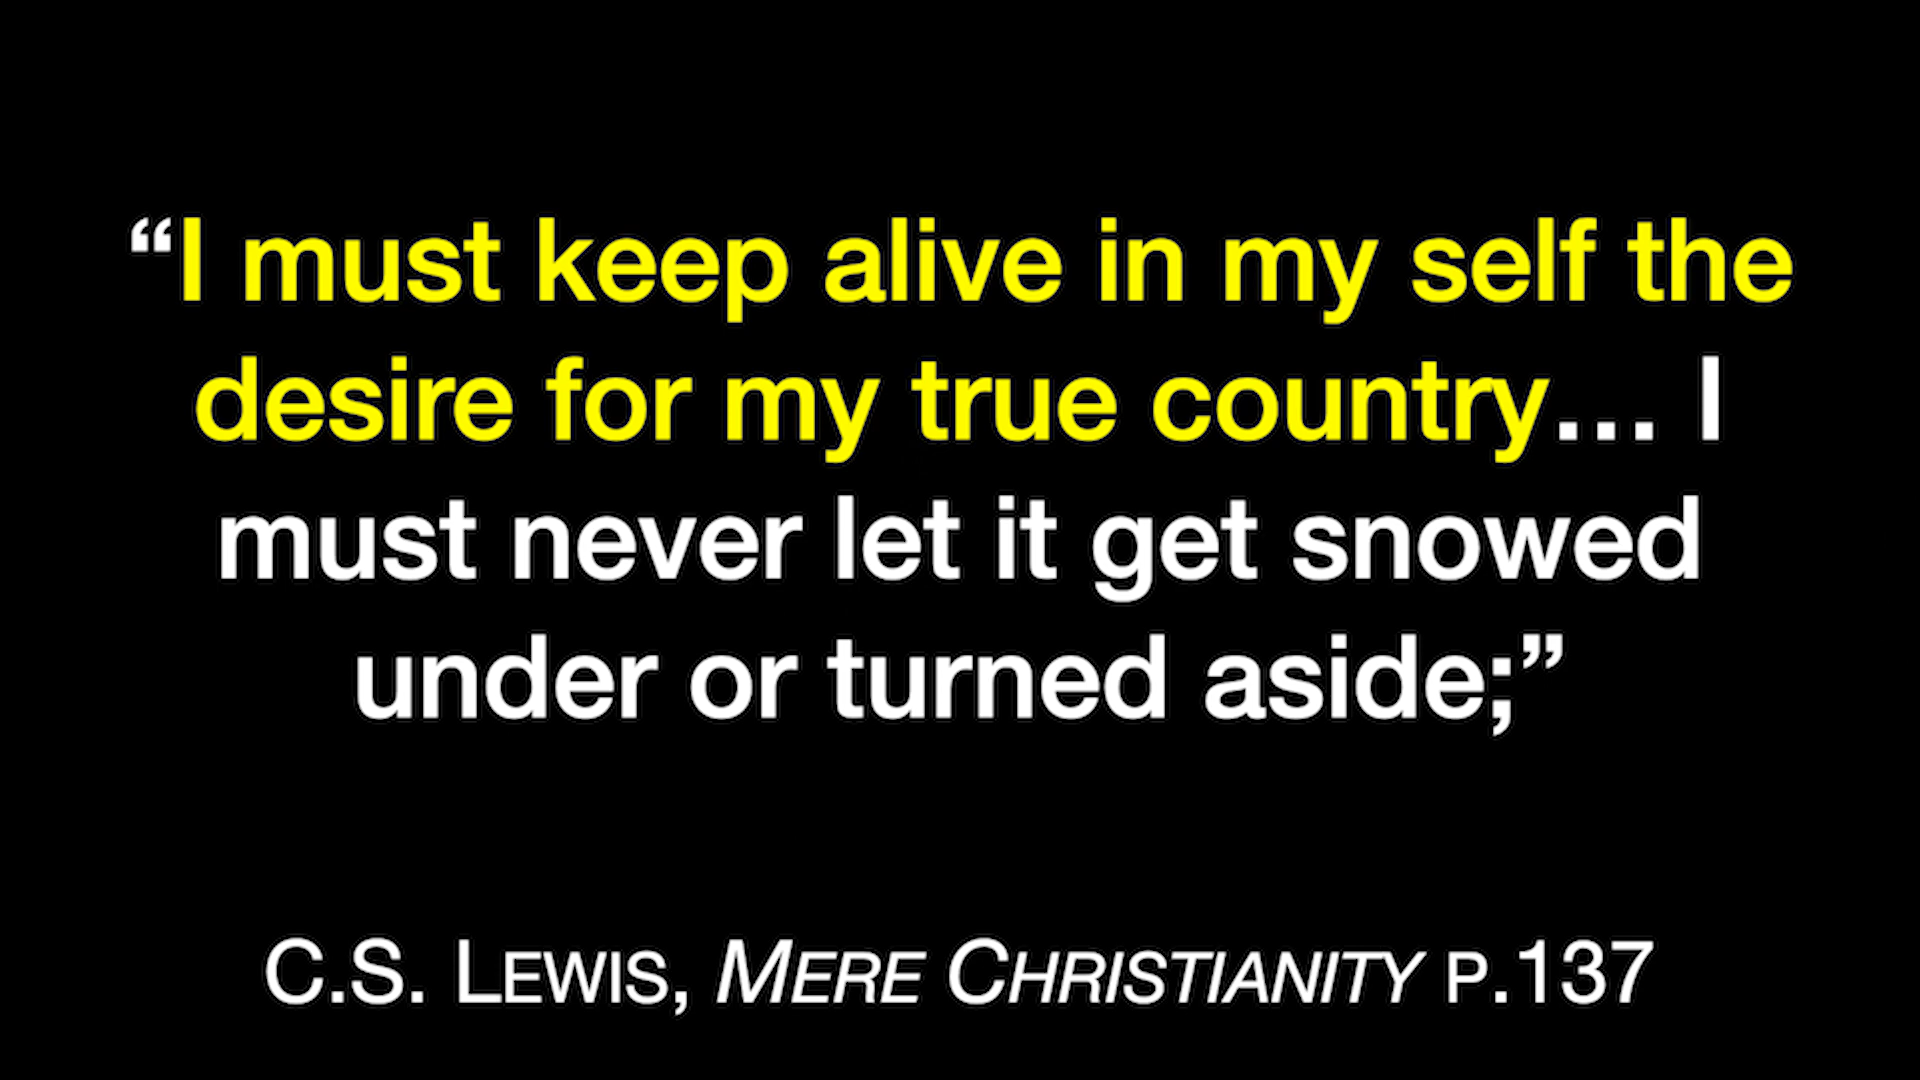 “I must keep alive in my self the
desire for my true country… I
must never let it get snowed
under or turned aside;”
C.S. LEWIS, MERE CHRISTIANITY P.137